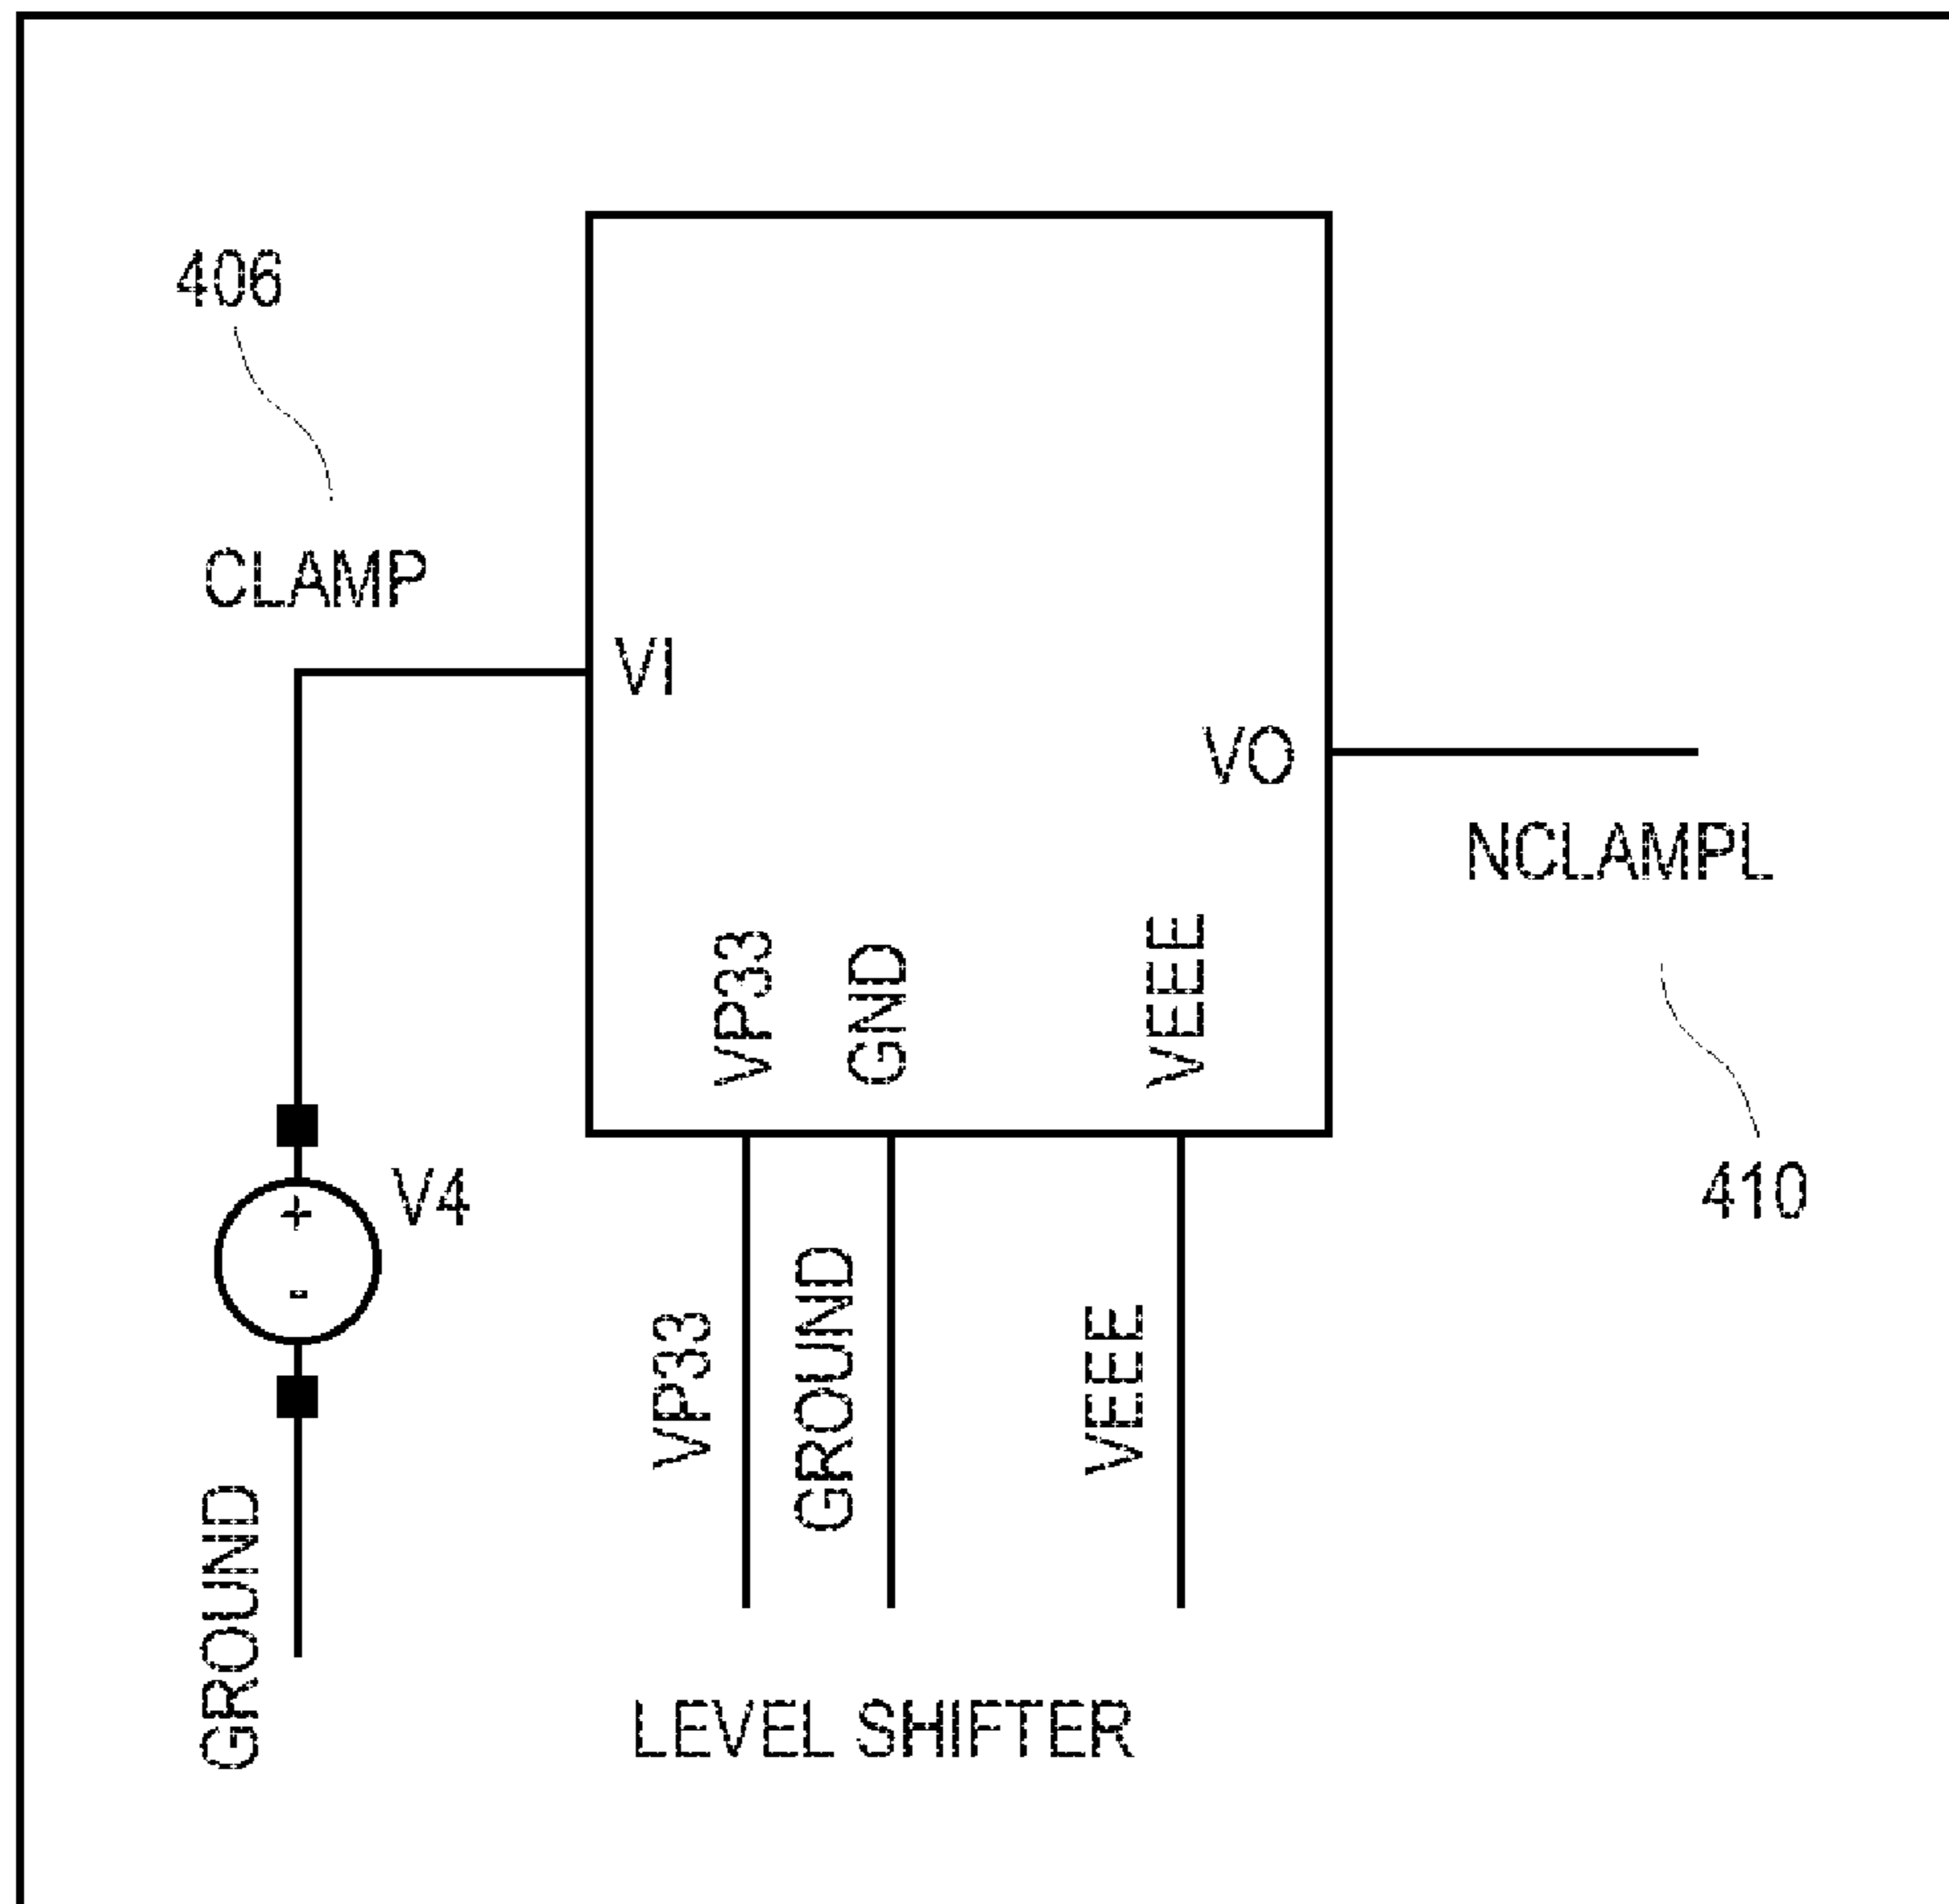 406
CLAMP
VI
VO
NCLAMPL
VP33
GND
VEEE
+
V4
-
410
VP33
GROUND
VEEE
GROUND
LEVEL SHIFTER